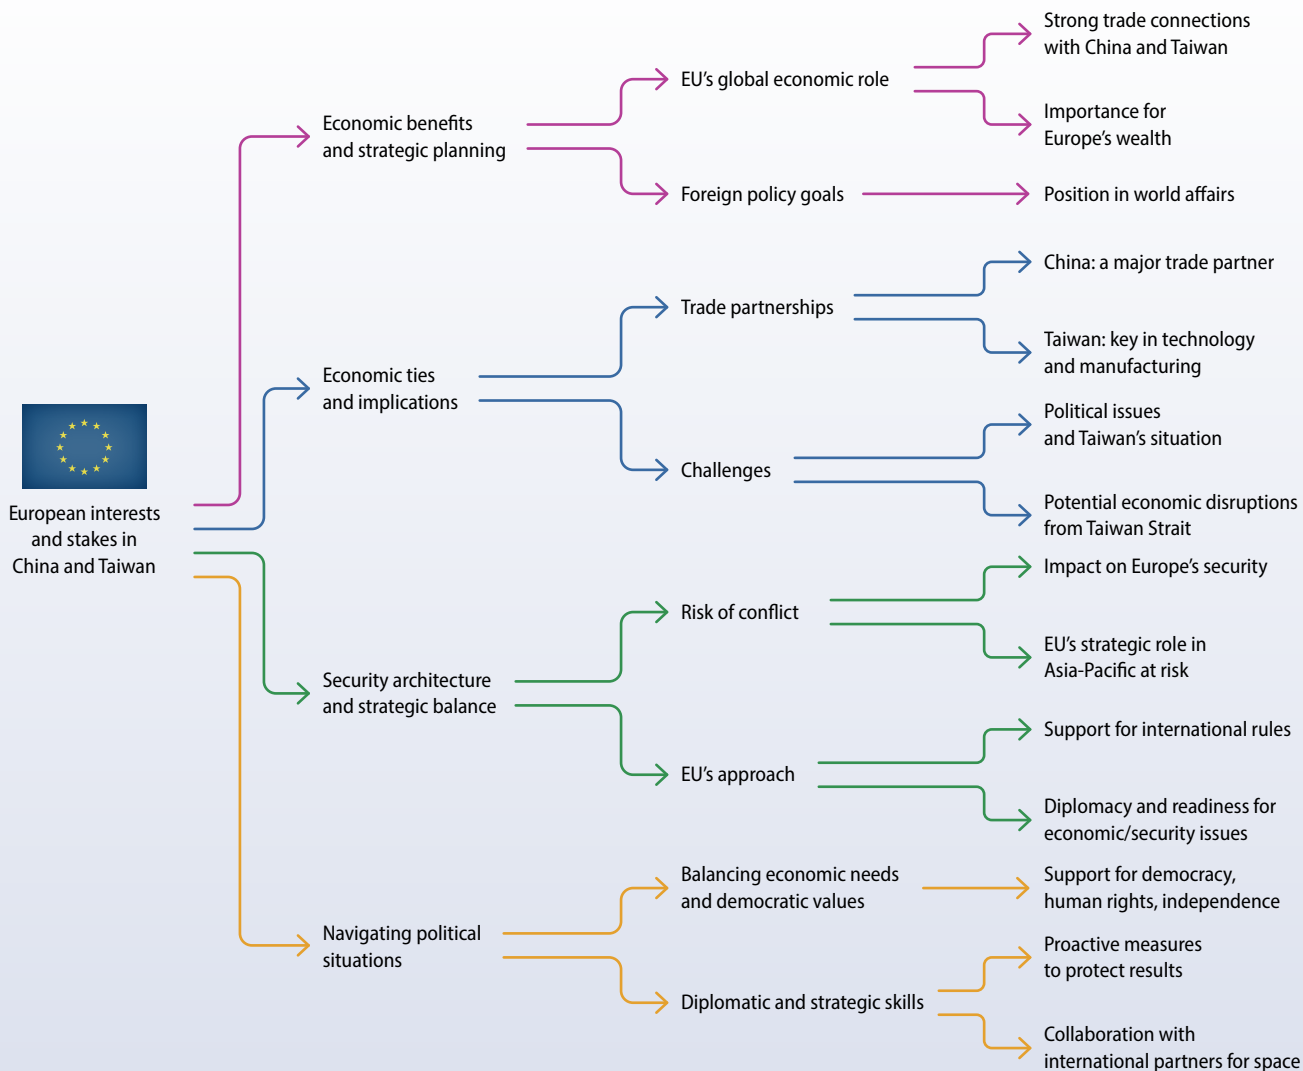 European interests
and stakes in
China and Taiwan
Economic benefits
and strategic planning
EU's global economic role
Strong trade connections
with China and Taiwan
Importance for
Europe's wealth
Foreign policy goals
Position in world affairs
Economic ties
and implications
Trade partnerships
China: a major trade partner
Taiwan: key in technology
and manufacturing
Challenges
Political issues
and Taiwan's situation
Potential economic disruptions
from Taiwan Strait
Security architecture
and strategic balance
Risk of conflict
Impact on Europe's security
EU's strategic role in
Asia-Pacific at risk
EU's approach
Support for international rules
Diplomacy and readiness for
economic/security issues
Navigating political
situations
Balancing economic needs
and democratic values
Support for democracy,
human rights, independence
Diplomatic and strategic skills
Proactive measures
to protect results
Collaboration with
international partners for space